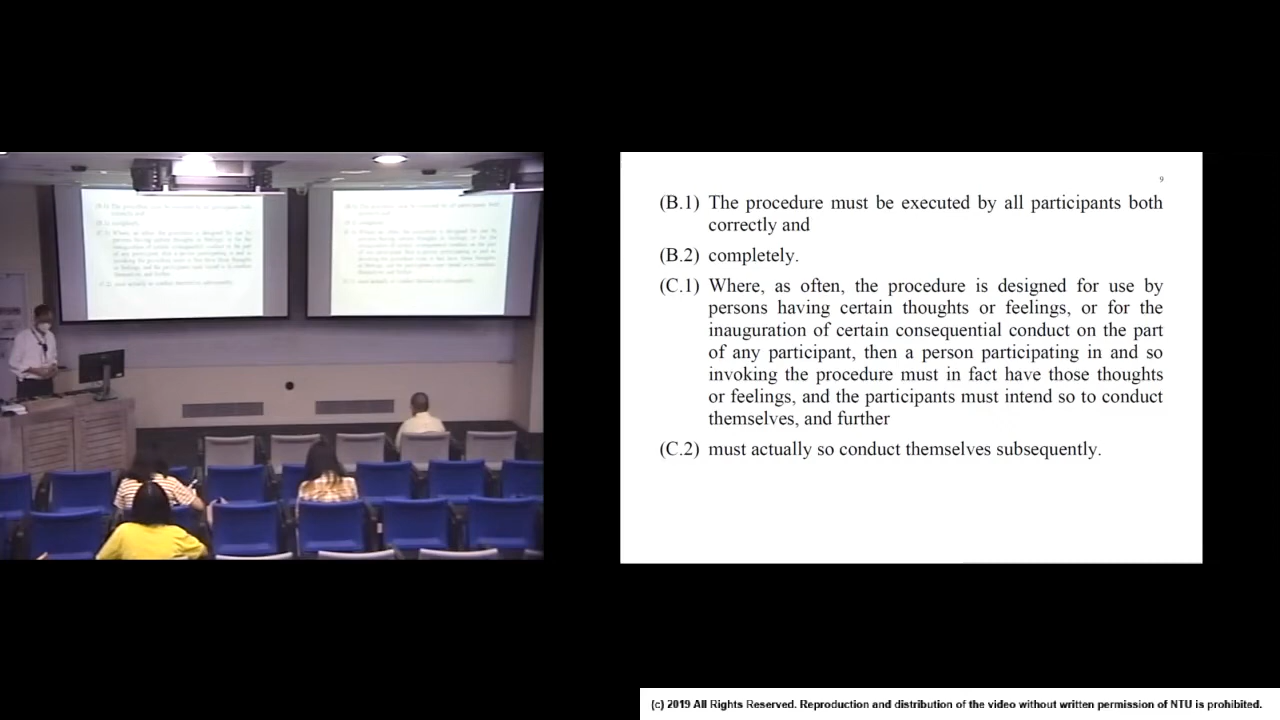 9
(B.1) The procedure must be executed by all participants both
correctly and
(B.2) completely.
(C.1) Where, as often, the procedure is designed for use by
persons having certain thoughts or feelings, or for the
inauguration of certain consequential conduct on the part
of any participant, then a person participating in and so
invoking the procedure must in fact have those thoughts
or feelings, and the participants must intend so to conduct
themselves, and further
(C.2) must actually so conduct themselves subsequently.
(c) 2019 All Rights Reserved. Reproduction and distribution of the video without written permission of NTU is prohibited.